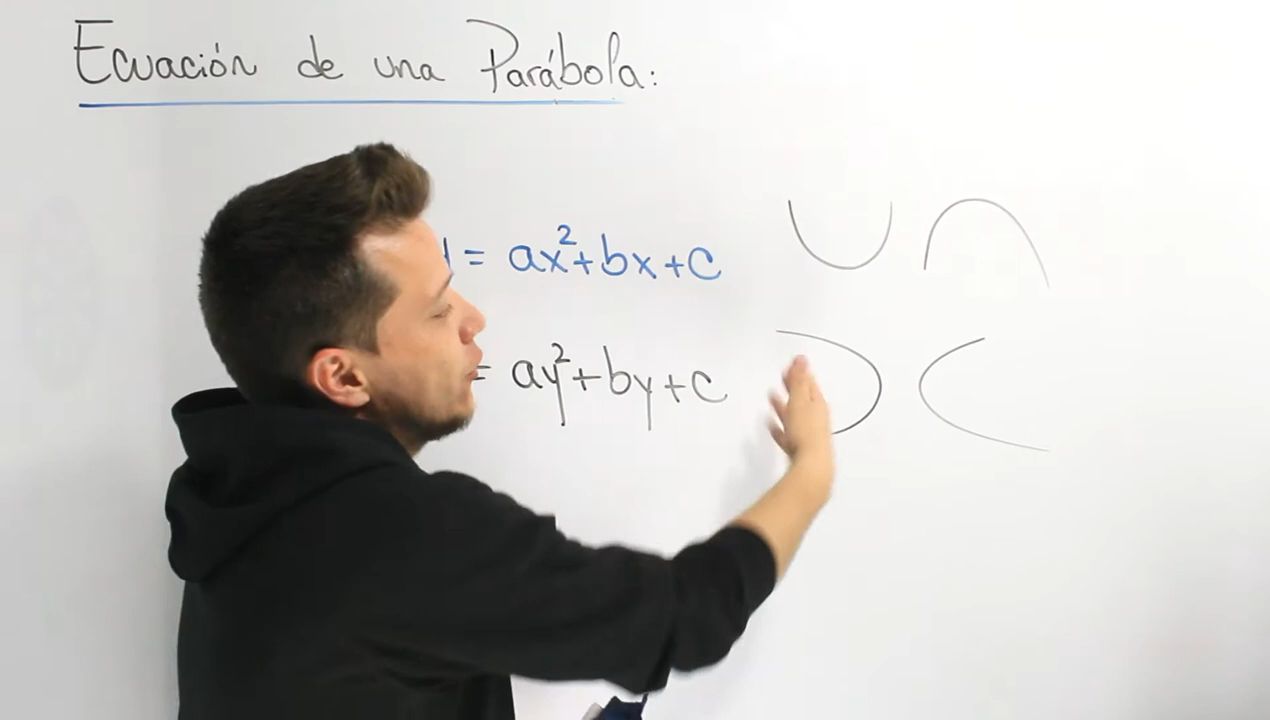 Ecuación de una Parábola:
= ax²+bx+c
= ay²+by+c